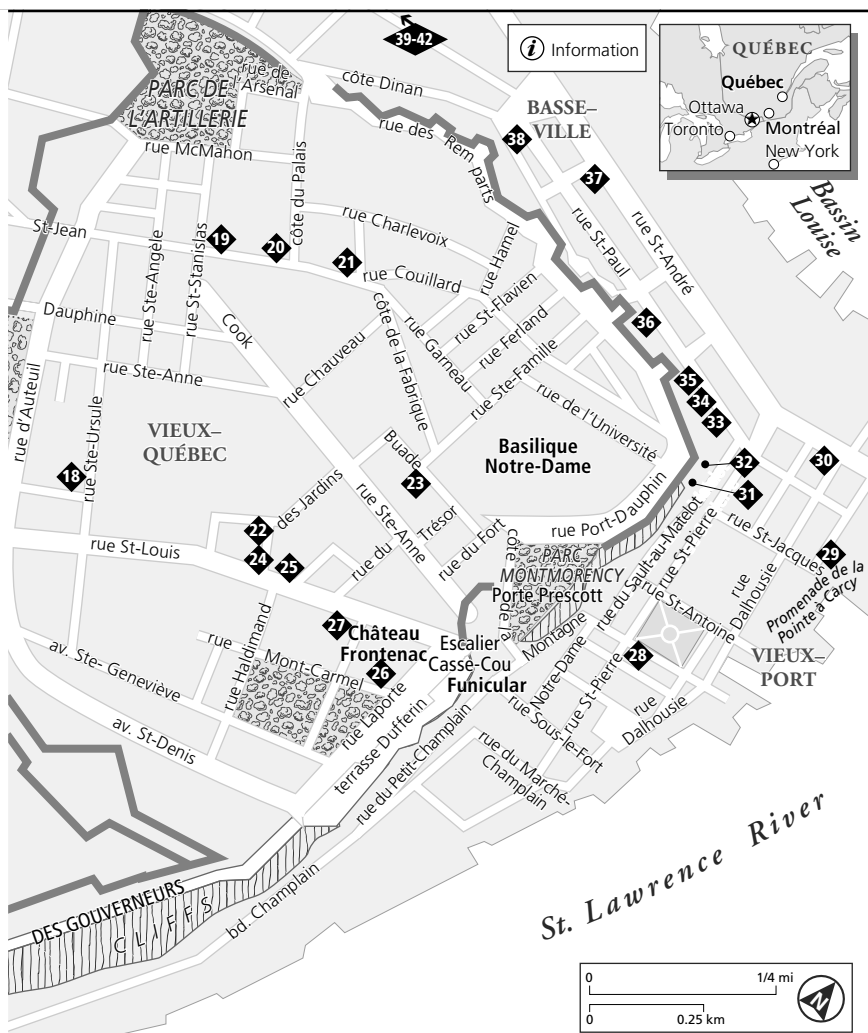 39-42
i Information
QUÉBEC
Québec
Ottawa
Toronto
Montréal
New York
PARC DE
L'ARTILLERIE
rue de
l'Arsenal
côte Dinan
BASSE–
VILLE
rue des Remparts
38
37
Bassin
Louise
rue McMahon
côte du Palais
St-Jean
19
20
21
rue Charlevoix
rue Couillard
rue Hamel
rue St-Paul
rue St-André
rue Ste-Angèle
rue St-Stanislas
Dauphine
Cook
rue Ste-Anne
rue Chauveau
côte de la Fabrique
rue Garneau
rue St-Flavien
rue Ferland
rue Ste-Famille
rue de l'Université
36
35
34
33
32
31
30
29
rue d'Auteuil
rue Ste-Ursule
18
VIEUX–
QUÉBEC
Buade
23
Basilique
Notre-Dame
des Jardins
22
24
25
rue St-Louis
rue du
Trésor
rue Ste-Anne
rue du Fort
rue Port-Dauphin
côte de la
Montagne
PARC
MONTMORENCY
Porte Prescott
rue du Sault-au-Matelot
rue St-Pierre
rue St-Jacques
rue St-Antoine
rue
Dalhousie
Promenade de la
Pointe à Carcy
VIEUX–
PORT
27
Château
Frontenac
26
Escalier
Casse-Cou
Funicular
28
Notre-Dame
rue St-Pierre
rue
Dalhousie
rue Sous-le-Fort
rue du Marché-
Champlain
rue Haldimand
rue
Mont-Carmel
rue Laporte
av. Ste- Geneviève
av. St-Denis
terrasse Dufferin
rue du Petit-Champlain
DES GOUVERNEURS
CLIFFS
bd. Champlain
St. Lawrence River
0
1/4 mi
0
0.25 km
N